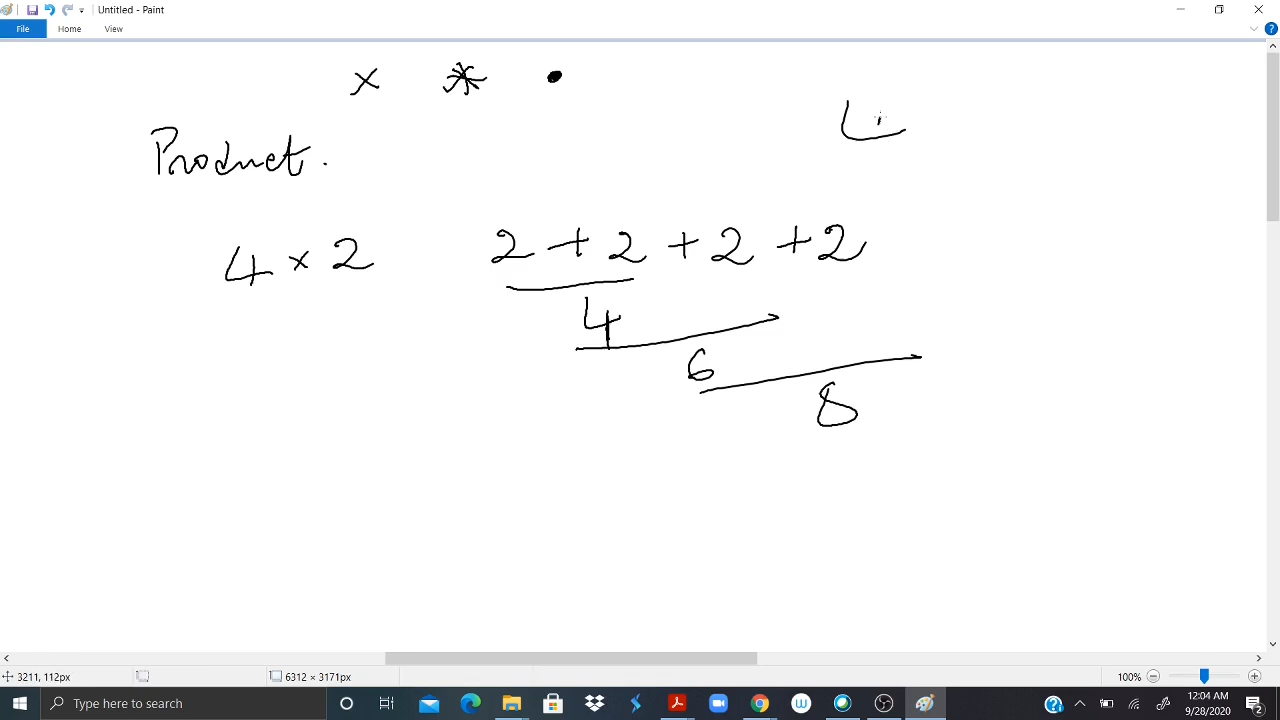 Untitled - Paint
File Home View
× * •
Product.
4 × 2 2 + 2 + 2 + 2
4
6
8
3211, 112px 6312 × 3171px 100%
Type here to search
12:04 AM
9/28/2020
2